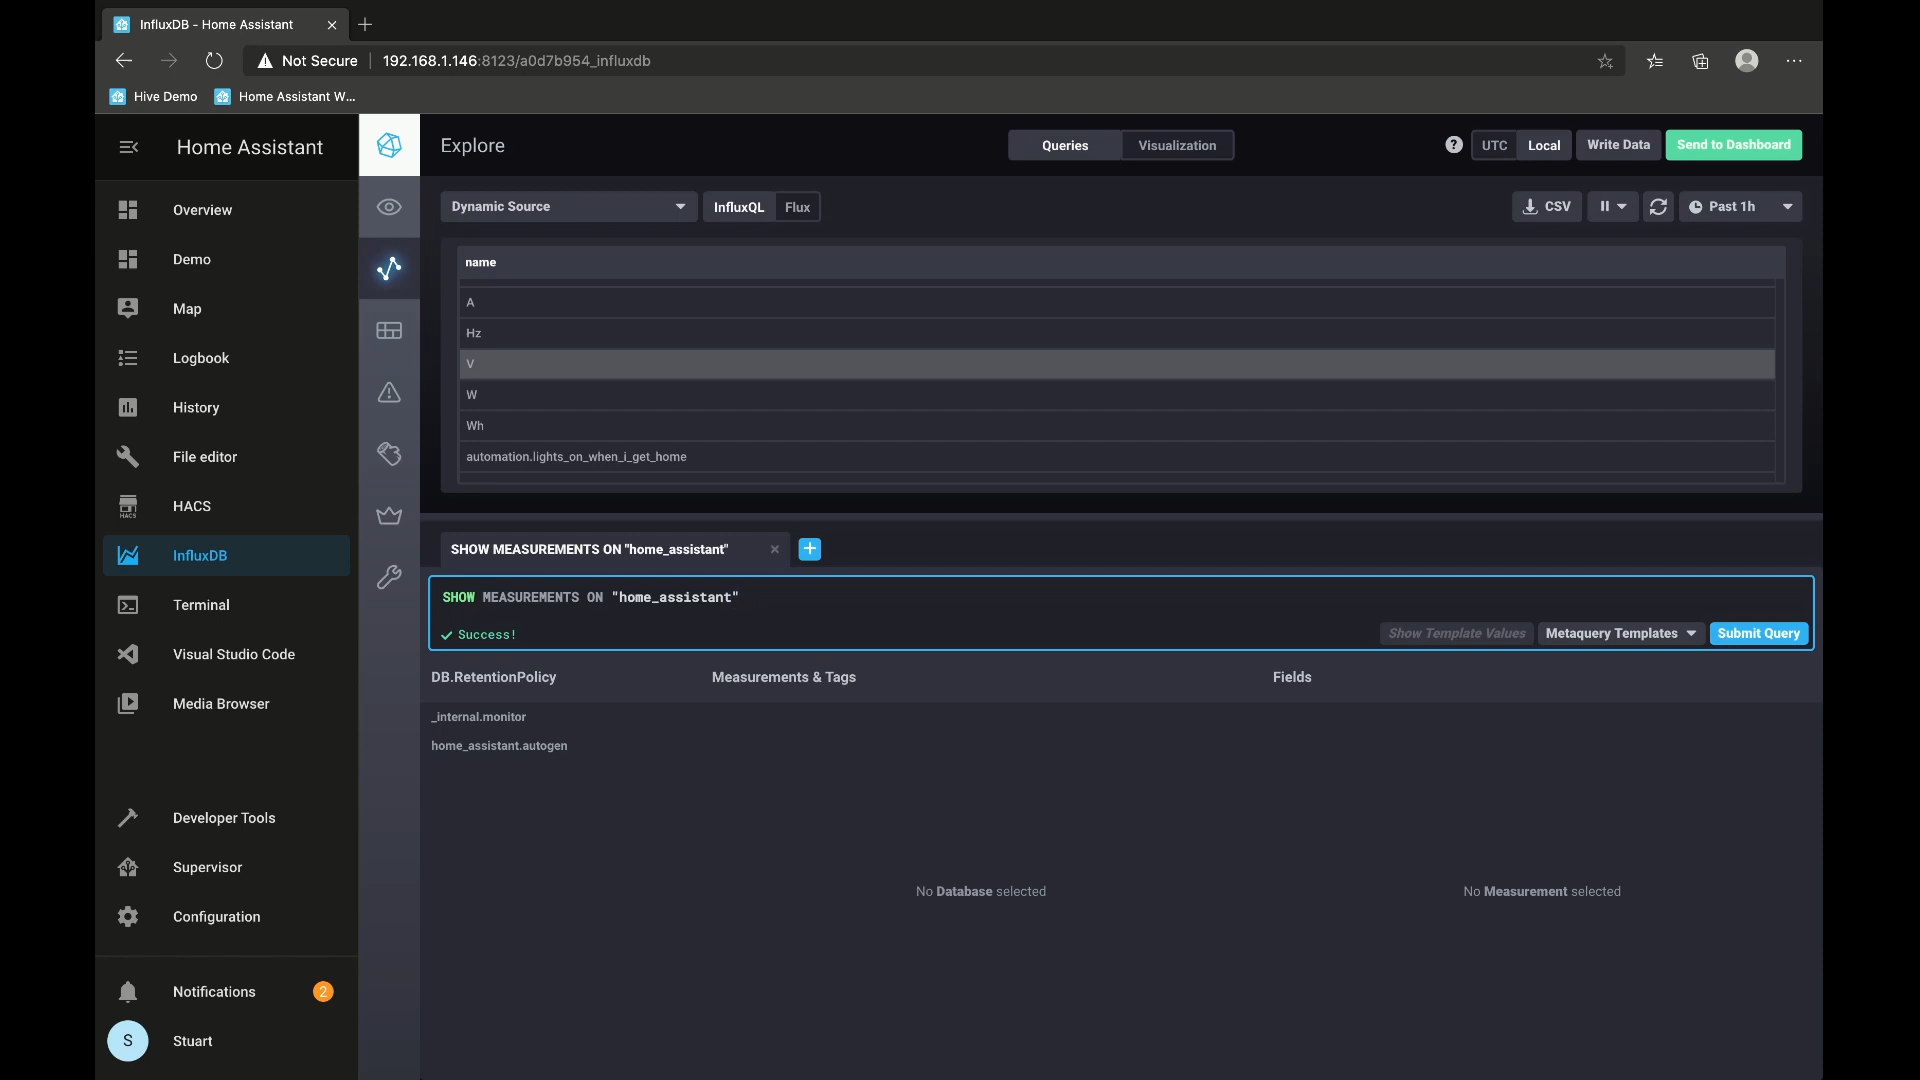 InfluxDB - Home Assistant
Not Secure
192.168.1.146:8123/a0d7b954_influxdb
Hive Demo
Home Assistant W...
Home Assistant
Overview
Demo
Map
Logbook
History
File editor
HACS
HACS
InfluxDB
Terminal
Visual Studio Code
Media Browser
Developer Tools
Supervisor
Configuration
Notifications
2
S
Stuart
Explore
Queries
Visualization
?
UTC
Local
Write Data
Send to Dashboard
Dynamic Source
InfluxQL
Flux
CSV
Past 1h
name
A
Hz
V
W
Wh
automation.lights_on_when_i_get_home
SHOW MEASUREMENTS ON "home_assistant"
SHOW MEASUREMENTS ON "home_assistant"
Success!
Show Template Values
Metaquery Templates
Submit Query
DB.RetentionPolicy
Measurements & Tags
Fields
_internal.monitor
home_assistant.autogen
No Database selected
No Measurement selected